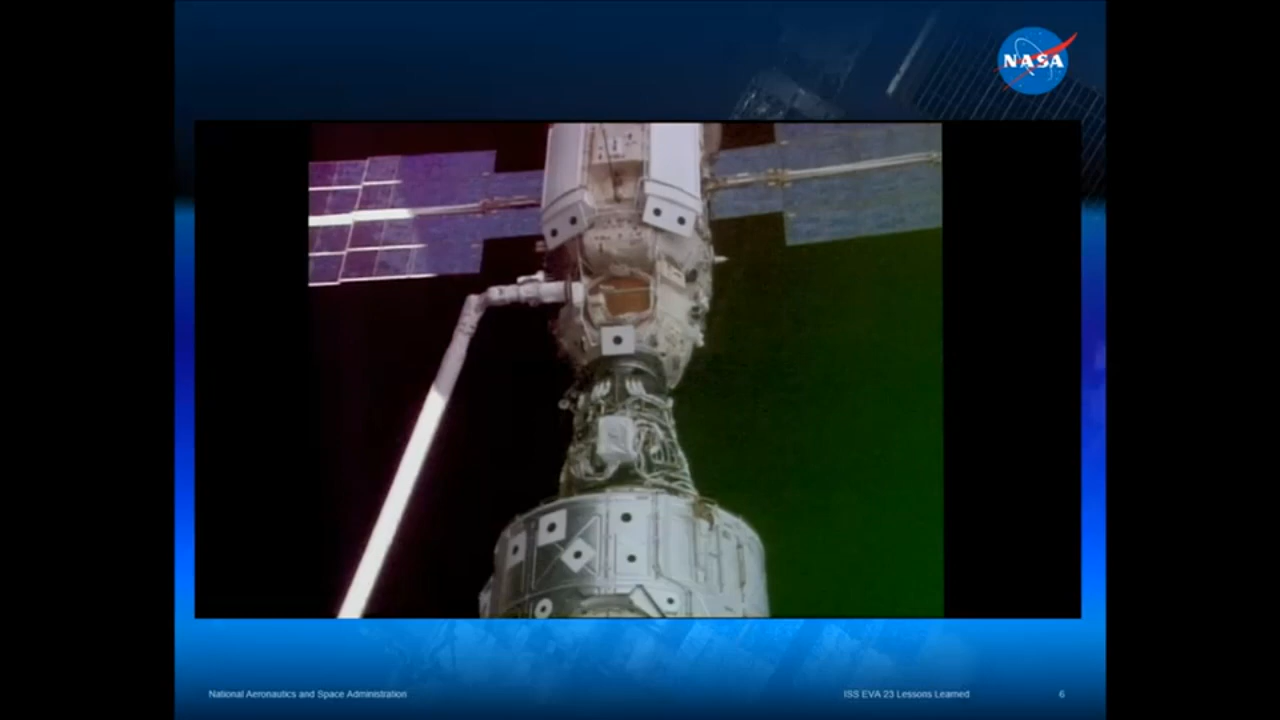 NASA
National Aeronautics and Space Administration
ISS EVA 23 Lessons Learned
6